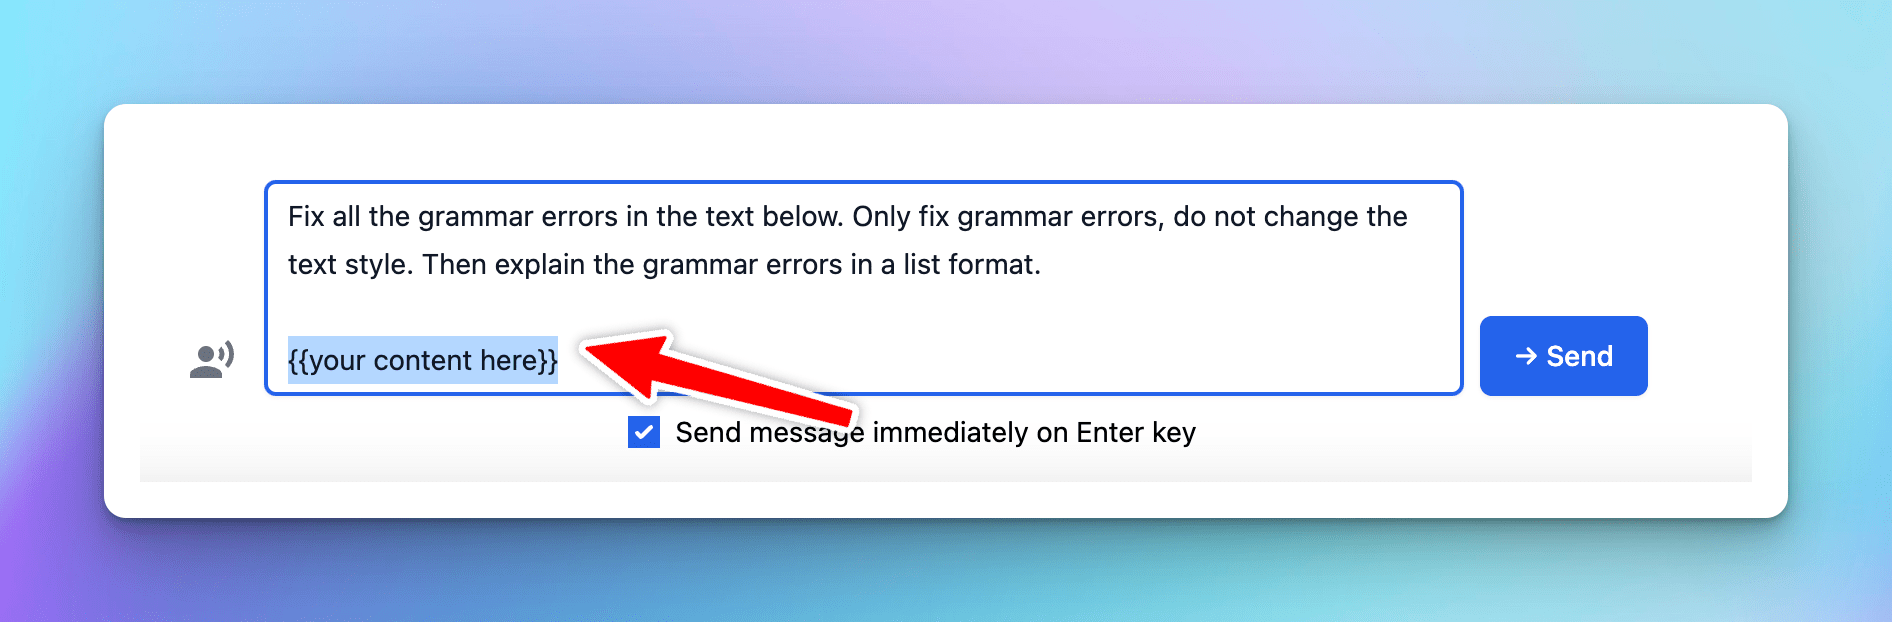 Fix all the grammar errors in the text below. Only fix grammar errors, do not change the
text style. Then explain the grammar errors in a list format.
{{your content here}}
→ Send
Send message immediately on Enter key